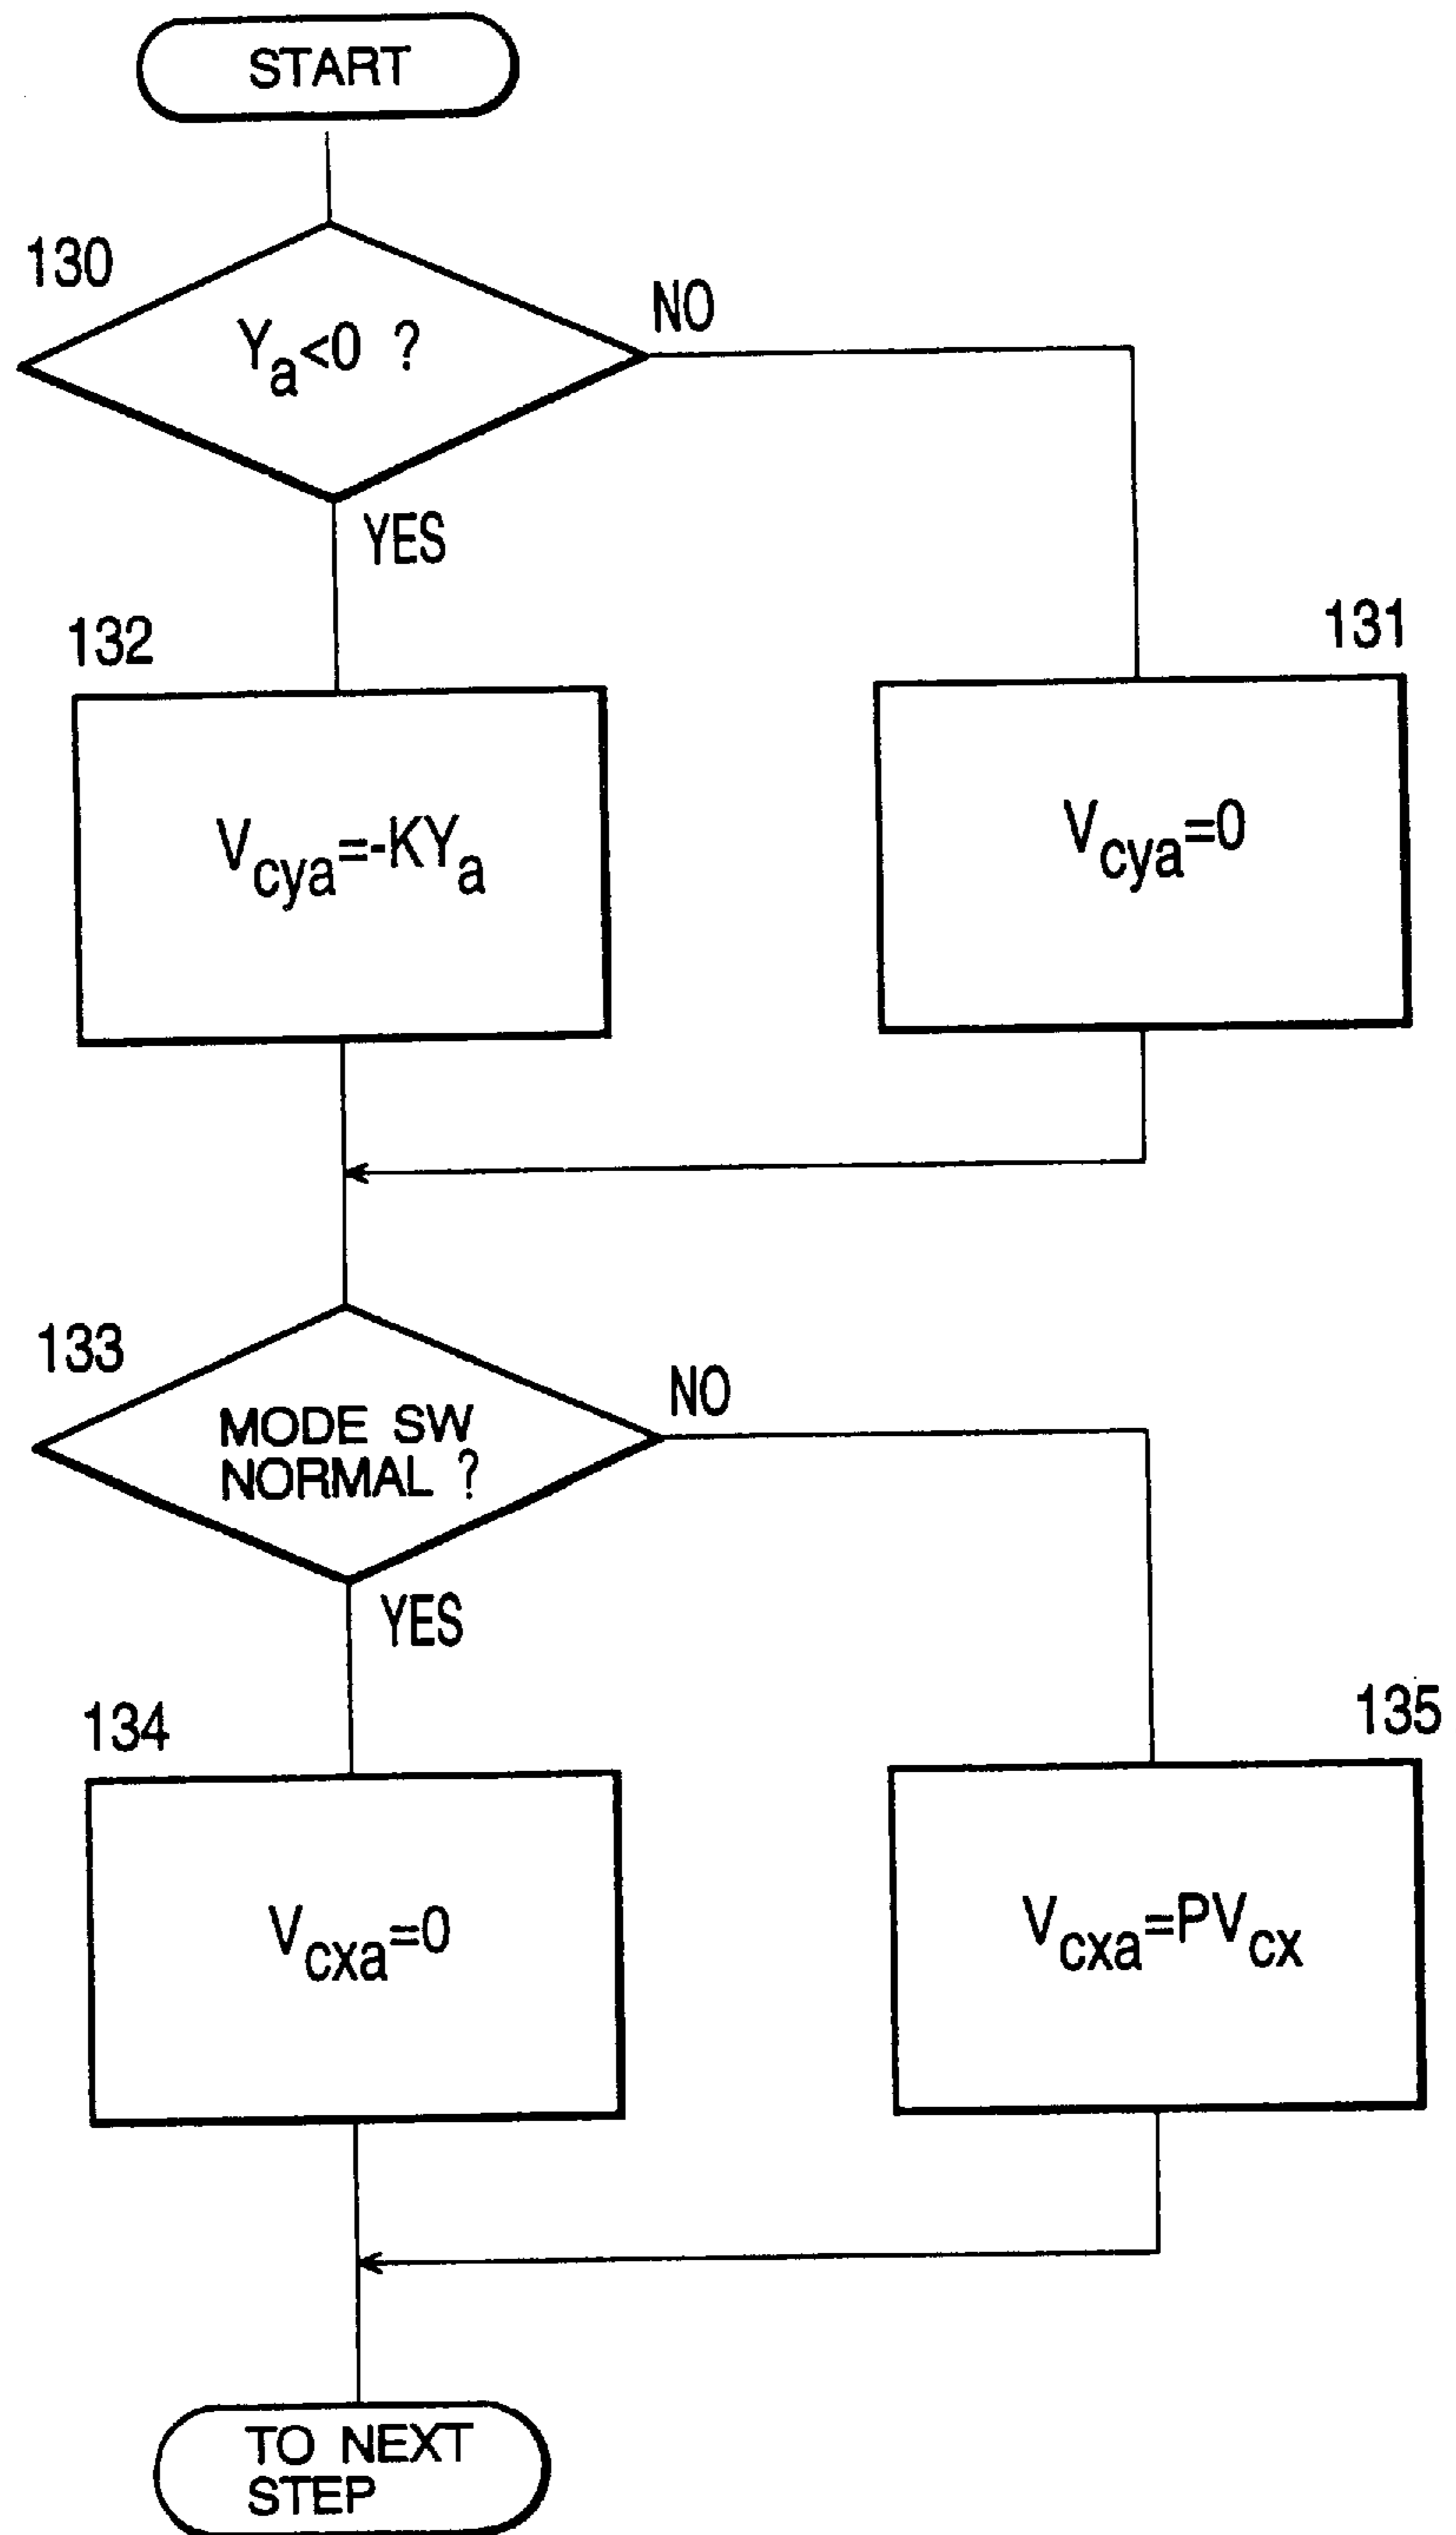 START
130
Ya<0 ?
NO
YES
132
131
Vcya=-KYa
Vcya=0
133
MODE SW
NORMAL ?
NO
YES
134
135
Vcxa=0
Vcxa=PVcx
TO NEXT
STEP